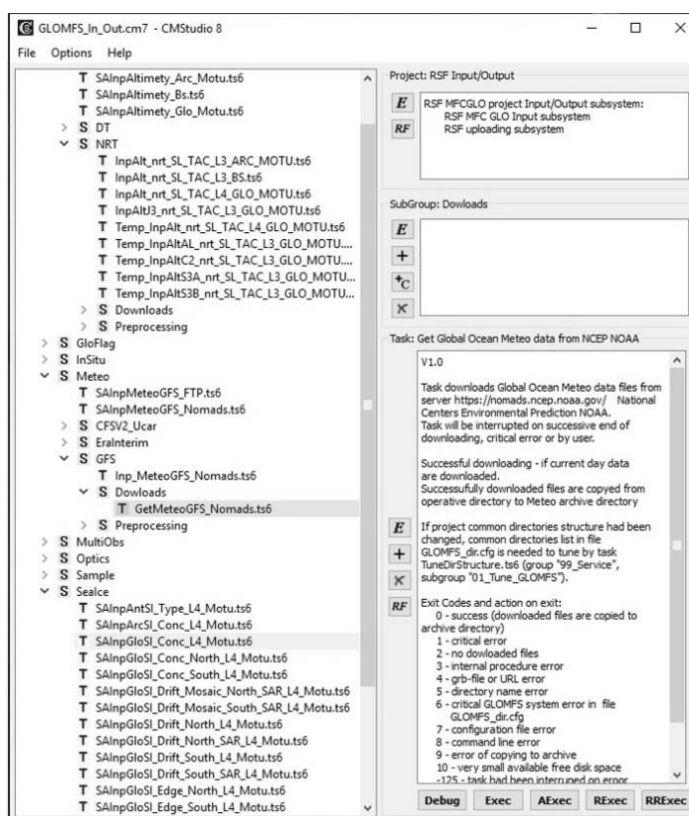 GLOMFS_In_Out.cm7 - CMStudio 8
File Options Help
SAInpAltimety_Arc_Motu.ts6
SAInpAltimety_Bs.ts6
SAInpAltimety_Glo_Motu.ts6
S DT
S NRT
T InpAlt_nrt_SL_TAC_L3_ARC_MOTU.ts6
T InpAlt_nrt_SL_TAC_L3_BS.ts6
T InpAlt_nrt_SL_TAC_L4_GLO_MOTU.ts6
T InpAltJ3_nrt_SL_TAC_L3_GLO_MOTU.ts6
T Temp_InpAlt_nrt_SL_TAC_L4_GLO_MOTU.ts6
T Temp_InpAltAL_nrt_SL_TAC_L3_GLO_MOTU....
T Temp_InpAltC2_nrt_SL_TAC_L3_GLO_MOTU....
T Temp_InpAltS3A_nrt_SL_TAC_L3_GLO_MOTU...
T Temp_InpAltS3B_nrt_SL_TAC_L3_GLO_MOTU...
S Downloads
S Preprocessing
S GloFlag
S InSitu
S Meteo
T SAInpMeteoGFS_FTP.ts6
T SAInpMeteoGFS_Nomads.ts6
S CFSV2_Ucar
S EraInterim
S GFS
T Inp_MeteoGFS_Nomads.ts6
S Dowloads
T GetMeteoGFS_Nomads.ts6
S Preprocessing
S MultiObs
S Optics
S Sample
S SeaIce
T SAInpAntSI_Type_L4_Motu.ts6
T SAInpArcSI_Conc_L4_Motu.ts6
T SAInpGloSI_Conc_L4_Motu.ts6
T SAInpGloSI_Conc_North_L4_Motu.ts6
T SAInpGloSI_Conc_South_L4_Motu.ts6
T SAInpGloSI_Drift_Mosaic_North_SAR_L4_Motu.ts6
T SAInpGloSI_Drift_Mosaic_South_SAR_L4_Motu.ts6
T SAInpGloSI_Drift_North_L4_Motu.ts6
T SAInpGloSI_Drift_North_SAR_L4_Motu.ts6
T SAInpGloSI_Drift_South_L4_Motu.ts6
T SAInpGloSI_Drift_South_SAR_L4_Motu.ts6
T SAInpGloSI_Edge_North_L4_Motu.ts6
T SAInpGloSI_Edge_South_L4_Motu.ts6
Project: RSF Input/Output
E
RF
RSF MFCGLO project Input/Output subsystem:
RSF MFC GLO Input subsystem
RSF uploading subsystem
SubGroup: Dowloads
E
+
+C
Task: Get Global Ocean Meteo data from NCEP NOAA
V1.0
Task downloads Global Ocean Meteo data files from
server https://nomads.ncep.noaa.gov/ National
Centers Environmental Prediction NOAA.
Task will be interrupted on successive end of
downloading, critical error or by user.
Successful downloading - if current day data
are downloaded.
Successufully downloaded files are copyed from
operative directory to Meteo archive directory
E
+
RF
If project common directories structure had been
changed, common directories list in file
GLOMFS_dir.cfg is needed to tune by task
TuneDirStructure.ts6 (group "99_Service",
subgroup "01_Tune_GLOMFS").
Exit Codes and action on exit:
0 - success (downloaded files are copied to
archive directory)
1 - critical error
2 - no dowloaded files
3 - internal procedure error
4 - grb-file or URL error
5 - directory name error
6 - critical GLOMFS system error in file
GLOMFS_dir.cfg
7 - configuration file error
8 - command line error
9 - error of copying to archive
10 - very small available free disk space
-125 - task had been interruped on error
Debug Exec AExec RExec RRExec